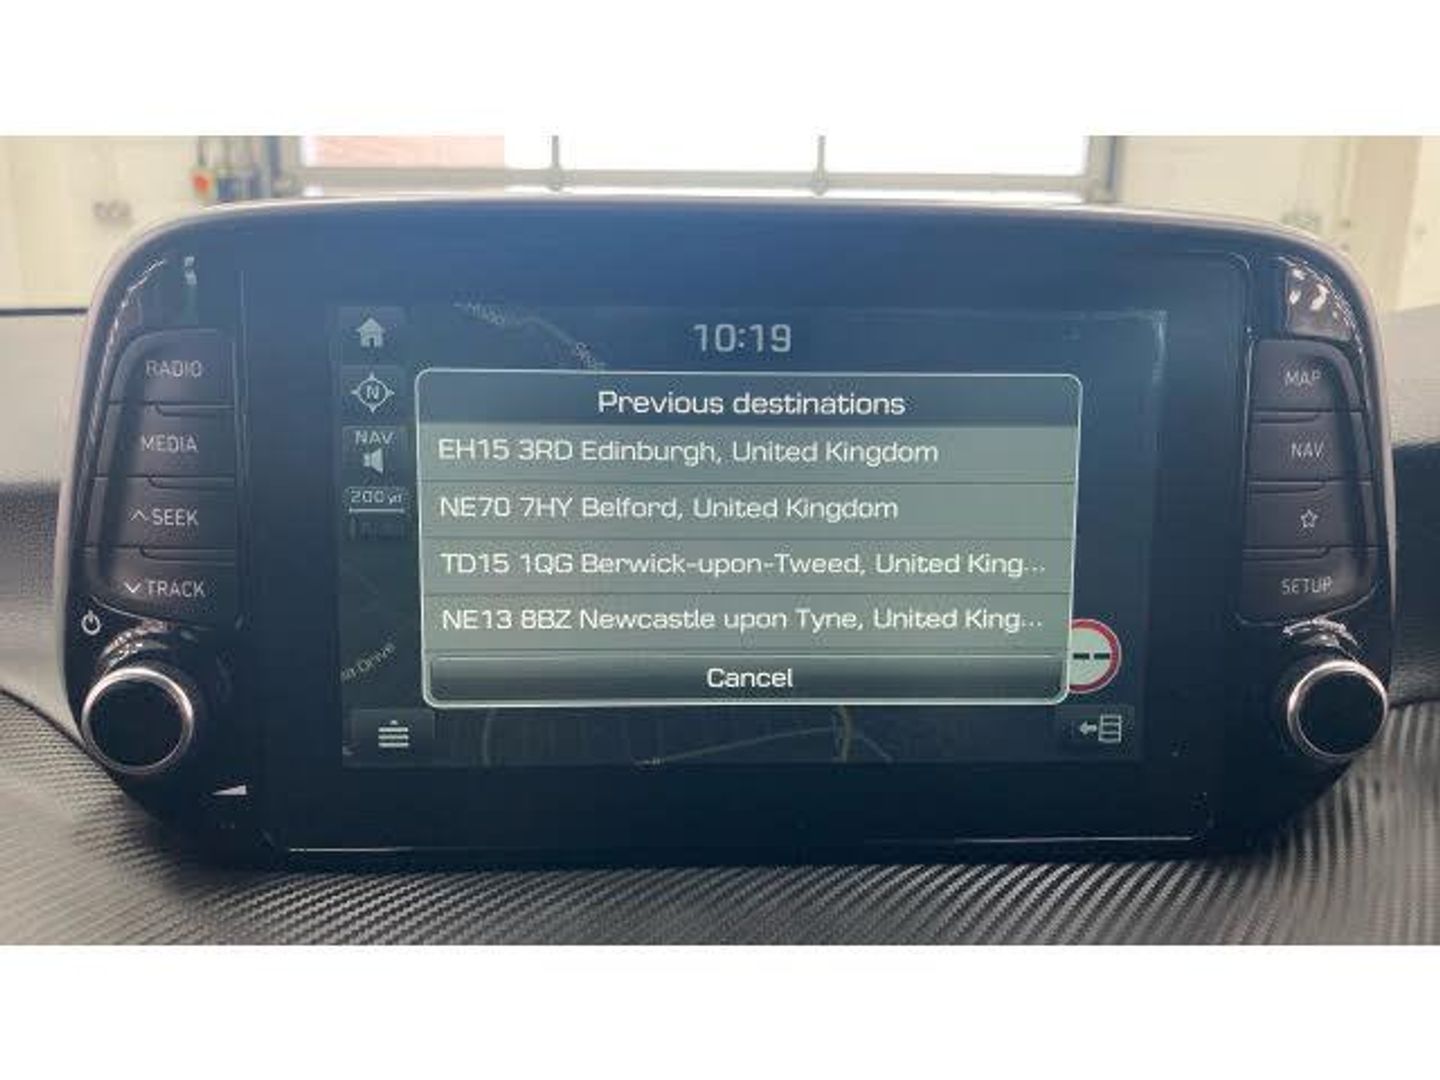 10:19
RADIO
MEDIA
SEEK
TRACK
N
NAV
Previous destinations
EH15 3RD Edinburgh, United Kingdom
NE70 7HY Belford, United Kingdom
TD15 1QG Berwick-upon-Tweed, United King...
NE13 8BZ Newcastle upon Tyne, United King...
Cancel
200 yd
Drive
MAP
NAV
SETUP